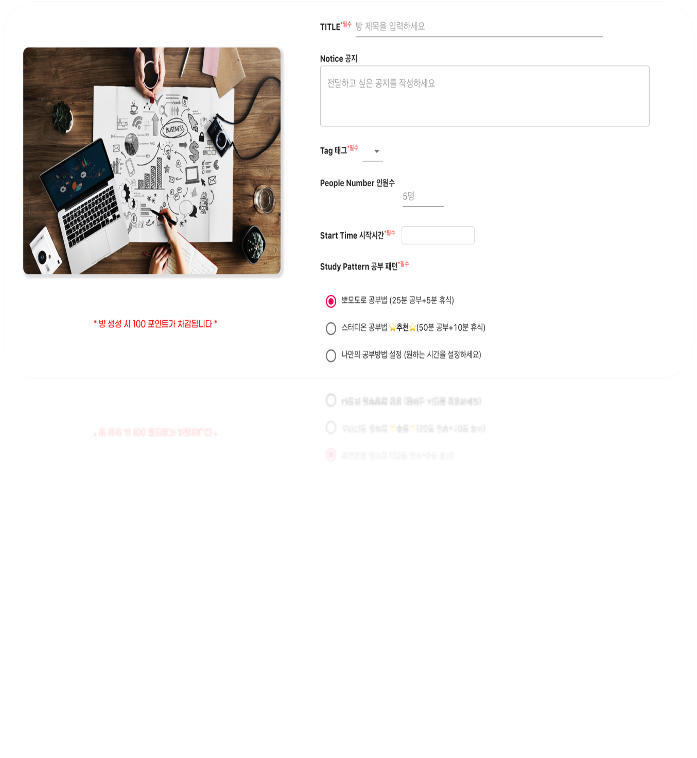 TITLE*필수 방 제목을 입력하세요
Notice 공지
전달하고 싶은 공지를 작성하세요
Tag 태그*필수
People Number 인원수
5명
Start Time 시작시간*필수
Study Pattern 공부 패턴*필수
뽀모도로 공부법 (25분 공부+5분 휴식)
스터디온 공부법⭐추천⭐(50분 공부+10분 휴식)
나만의 공부방법 설정 (원하는 시간을 설정하세요)
* 방 생성 시 100 포인트가 차감됩니다 *
BUSINESS